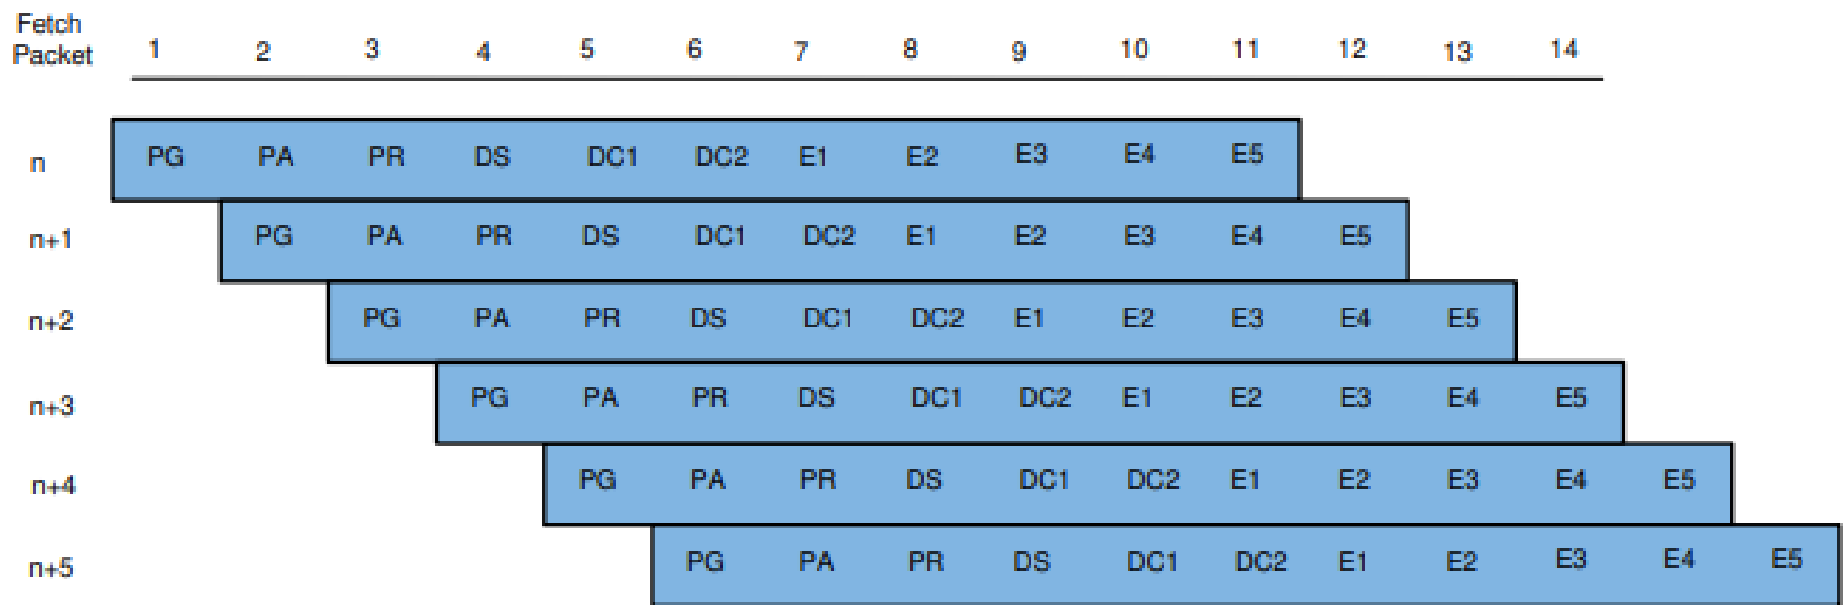 Fetch
Packet 1 2 3 4 5 6 7 8 9 10 11 12 13 14
n PG PA PR DS DC1 DC2 E1 E2 E3 E4 E5
n+1 PG PA PR DS DC1 DC2 E1 E2 E3 E4 E5
n+2 PG PA PR DS DC1 DC2 E1 E2 E3 E4 E5
n+3 PG PA PR DS DC1 DC2 E1 E2 E3 E4 E5
n+4 PG PA PR DS DC1 DC2 E1 E2 E3 E4 E5
n+5 PG PA PR DS DC1 DC2 E1 E2 E3 E4 E5